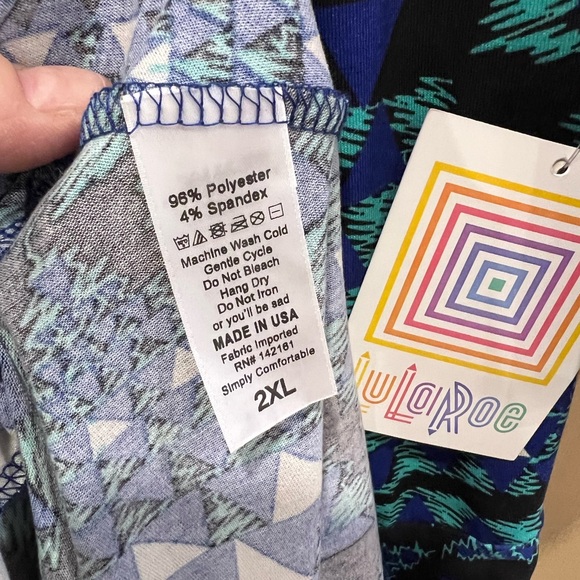 96% Polyester
4% Spandex
Machine Wash Cold
Gentle Cycle
Do Not Bleach
Hang Dry
Do Not Iron
or you'll be sad
MADE IN USA
Fabric Imported
RN# 142161
Simply Comfortable
2XL
LuLaRoe